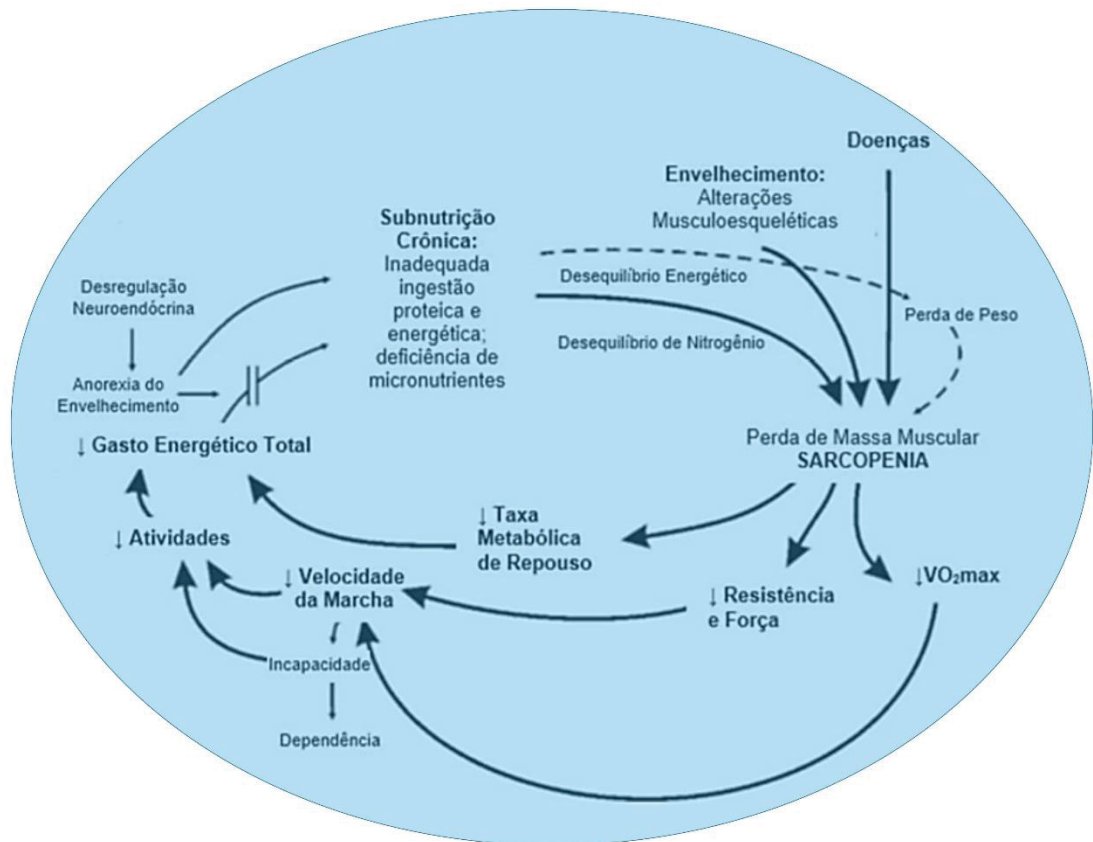 Doenças
Envelhecimento:
Alterações
Musculoesqueléticas
Subnutrição
Crônica:
Inadequada
ingestão
proteica e
energética;
deficiência de
micronutrientes
Desequilíbrio Energético
Perda de Peso
Desequilíbrio de Nitrogênio
Desregulação
Neuroendócrina
Anorexia do
Envelhecimento
↓ Gasto Energético Total
Perda de Massa Muscular
SARCOPENIA
↓ Taxa
Metabólica
de Repouso
↓ Atividades
↓ Velocidade
da Marcha
↓ Resistência
e Força
↓VO₂max
Incapacidade
Dependência